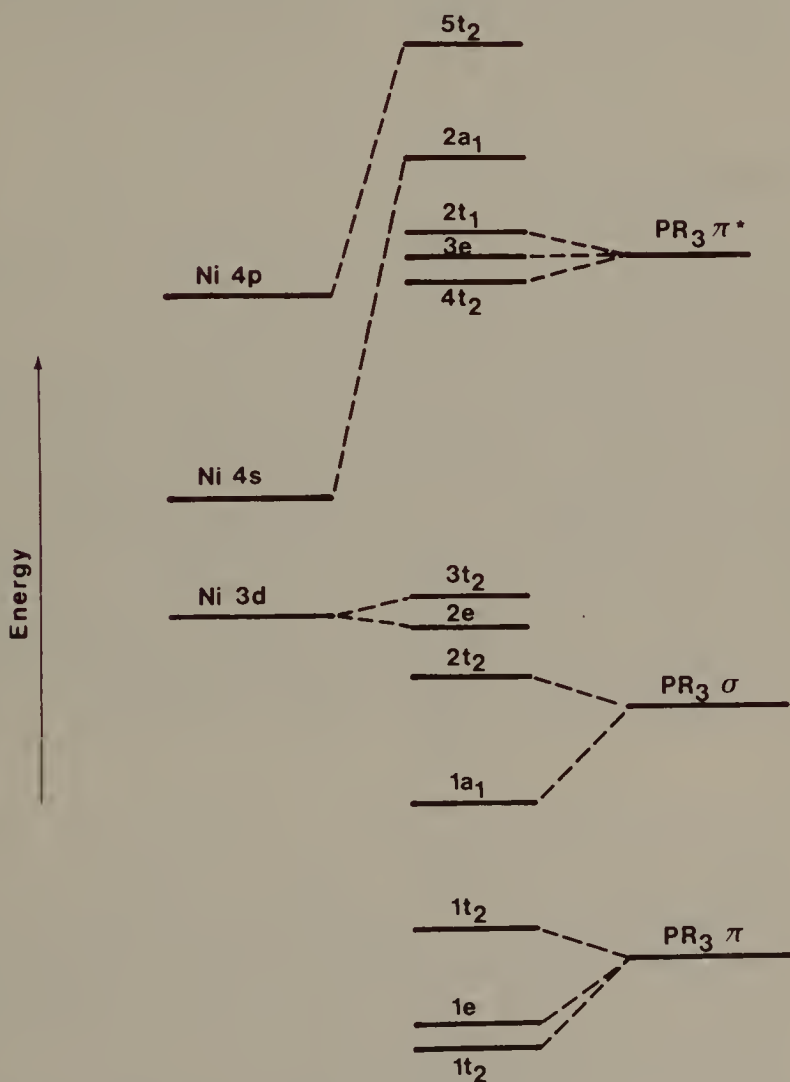 5t₂
2a₁
2t₁
3e
4t₂
PR₃ π*
Ni 4p
Ni 4s
Energy
Ni 3d
3t₂
2e
2t₂
PR₃ σ
1a₁
1t₂
PR₃ π
1e
1t₂